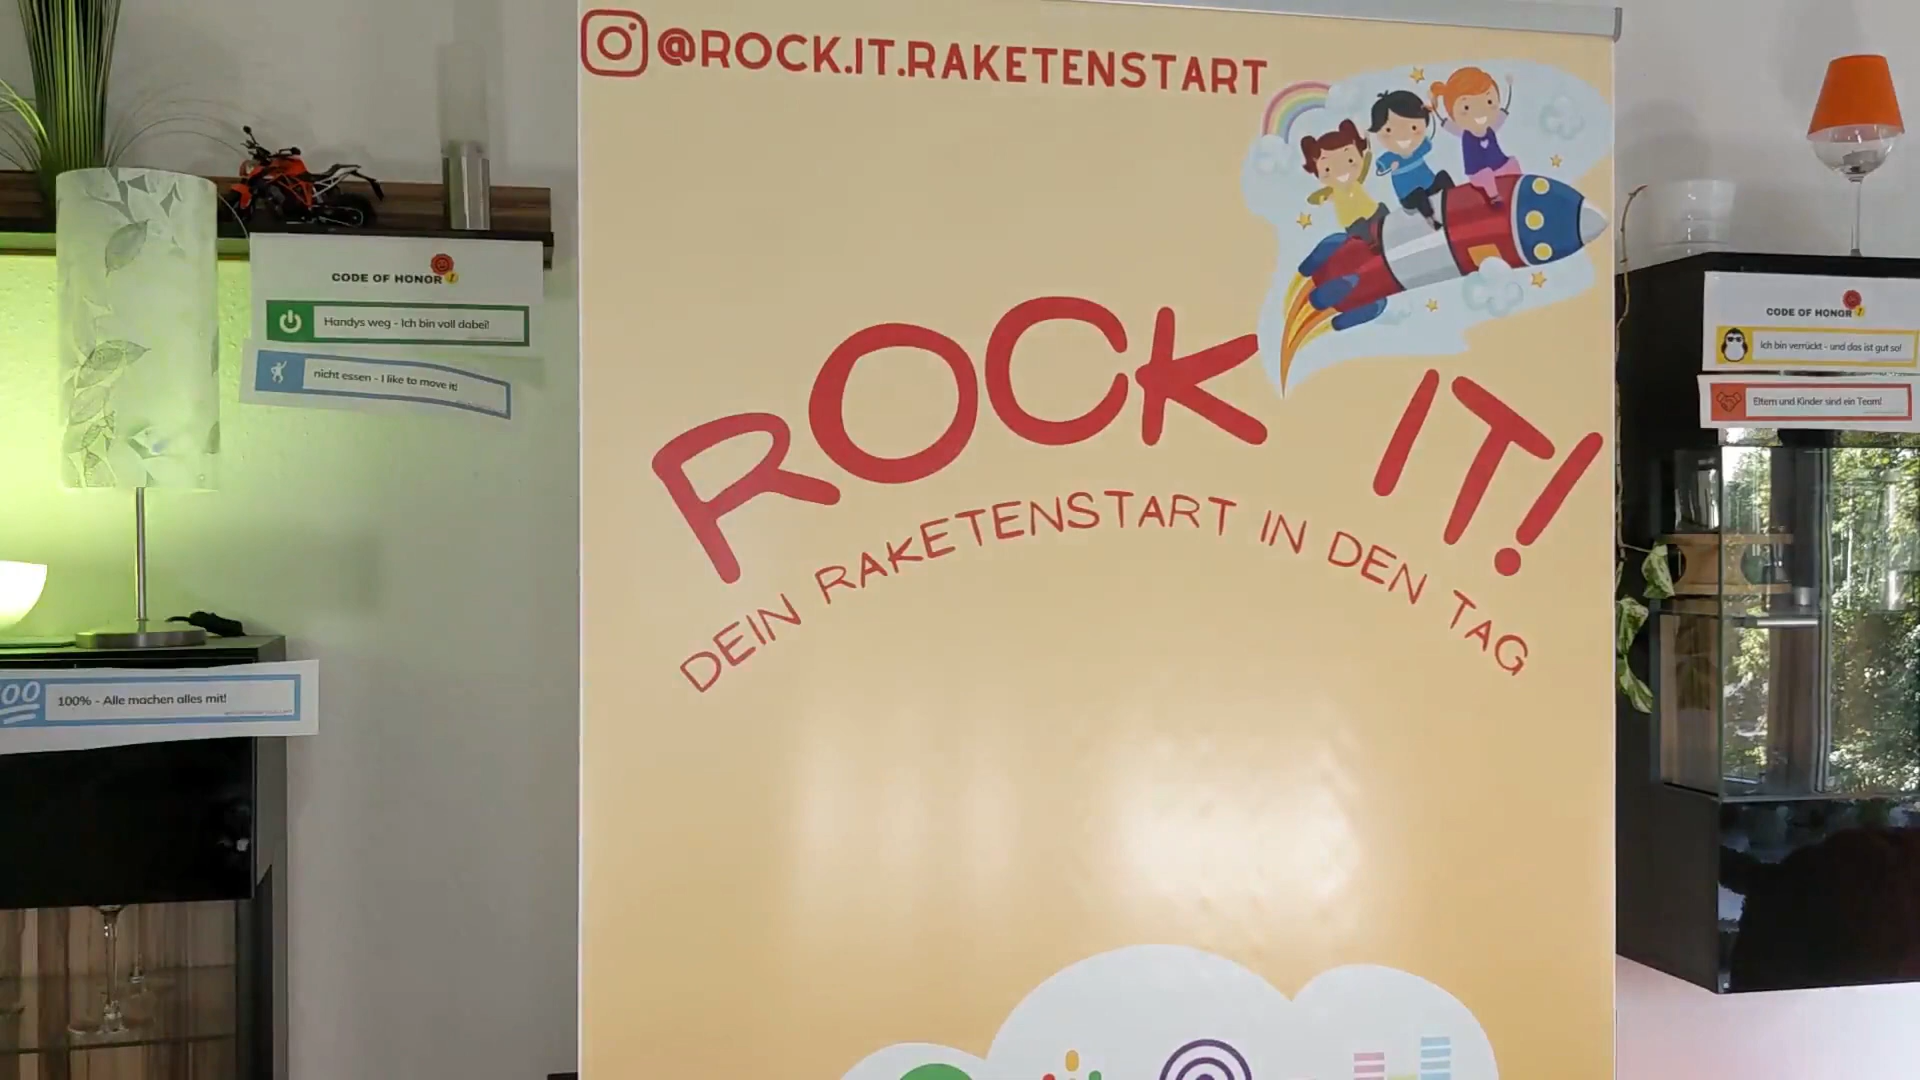 @ROCK.IT.RAKETENSTART
ROCK IT!
DEIN RAKETENSTART IN DEN TAG
CODE OF HONOR
Handys weg - Ich bin voll dabei!
nicht essen - I like to move it!
100% - Alle machen alles mit!
CODE OF HONOR
Ich bin verrückt - und das ist gut so!
Eltern und Kinder sind ein Team!